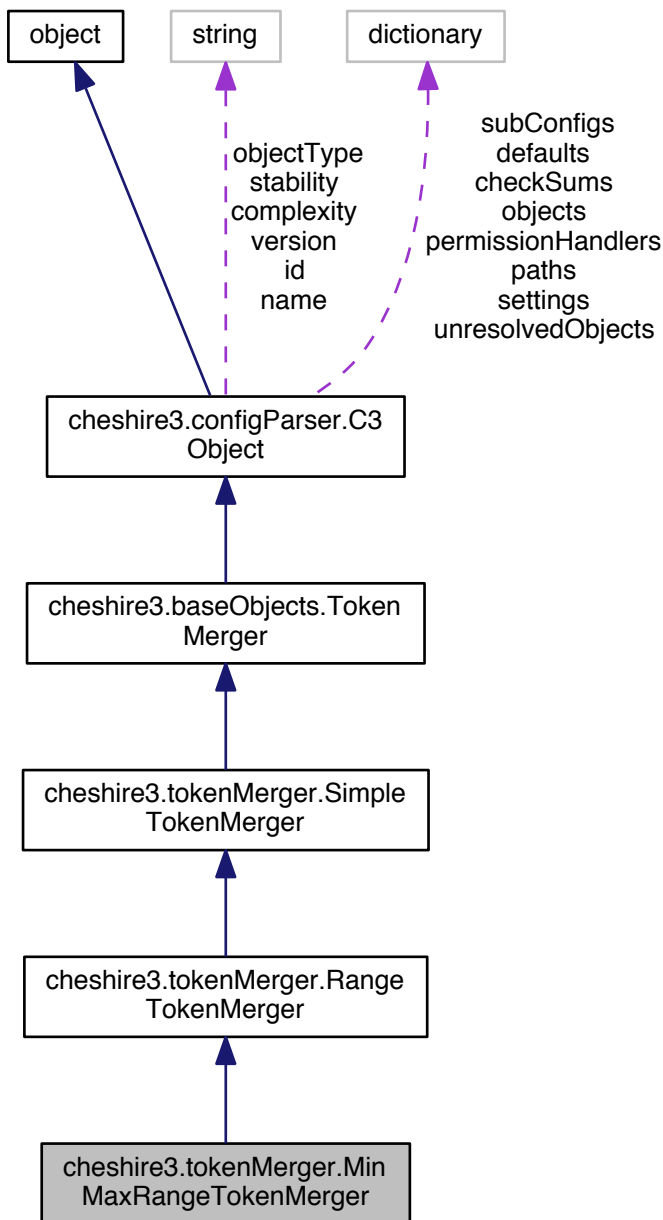 object
string
dictionary
objectType
stability
complexity
version
id
name
subConfigs
defaults
checkSums
objects
permissionHandlers
paths
settings
unresolvedObjects
cheshire3.configParser.C3
Object
cheshire3.baseObjects.Token
Merger
cheshire3.tokenMerger.Simple
TokenMerger
cheshire3.tokenMerger.Range
TokenMerger
cheshire3.tokenMerger.Min
MaxRangeTokenMerger